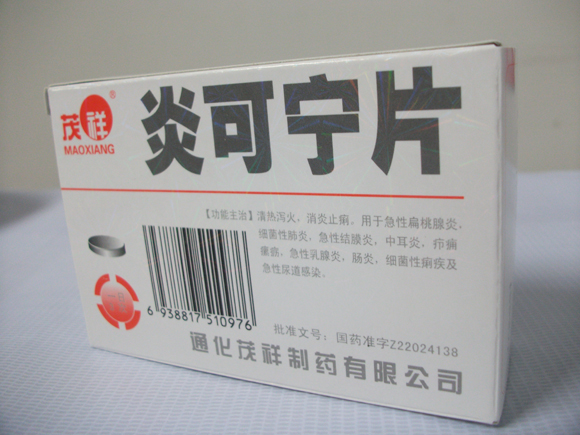 茂祥®
MAOXIANG
炎可宁片
【功能主治】清热泻火，消炎止痢。用于急性扁桃腺炎，
细菌性肺炎，急性结膜炎，中耳炎，疖痈
瘰疬，急性乳腺炎，肠炎，细菌性痢疾及
急性尿道感染。
6 938817 510976
批准文号：国药准字Z22024138
通化茂祥制药有限公司